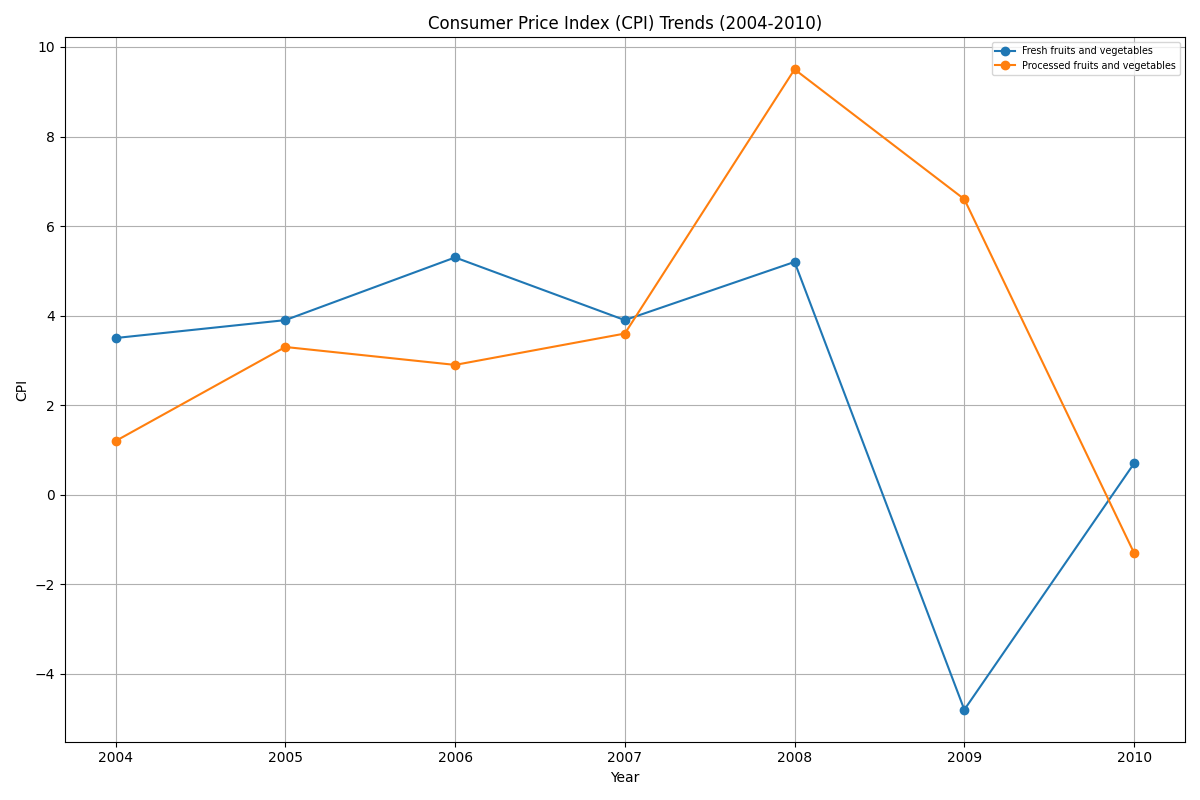 Consumer Price Index (CPI) Trends (2004-2010)
Fresh fruits and vegetables
Processed fruits and vegetables
10
8
6
4
2
0
−2
−4
CPI
2004 2005 2006 2007 2008 2009 2010
Year